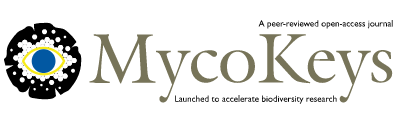 A peer-reviewed open-access journal
MycoKeys
Launched to accelerate biodiversity research